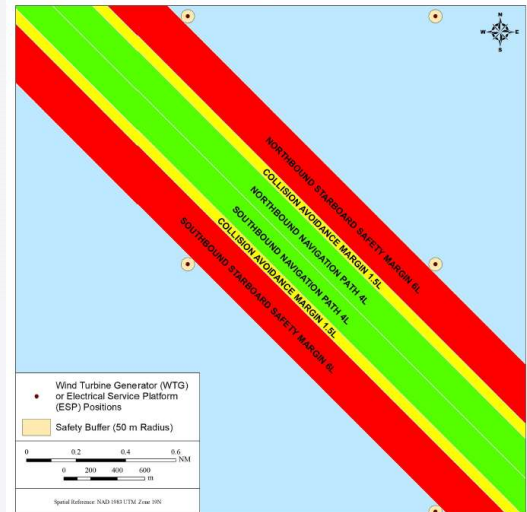 N
W E
S
NORTHBOUND STARBOARD SAFETY MARGIN 6L
COLLISION AVOIDANCE MARGIN 1.5L
NORTHBOUND NAVIGATION PATH 4L
SOUTHBOUND NAVIGATION PATH 4L
COLLISION AVOIDANCE MARGIN 1.5L
SOUTHBOUND STARBOARD SAFETY MARGIN 6L
Wind Turbine Generator (WTG)
or Electrical Service Platform
(ESP) Positions
Safety Buffer (50 m Radius)
0 0.2 0.4 0.6
NM
0 200 400 600
m
Spatial Reference: NAD 1983 UTM Zone 19N